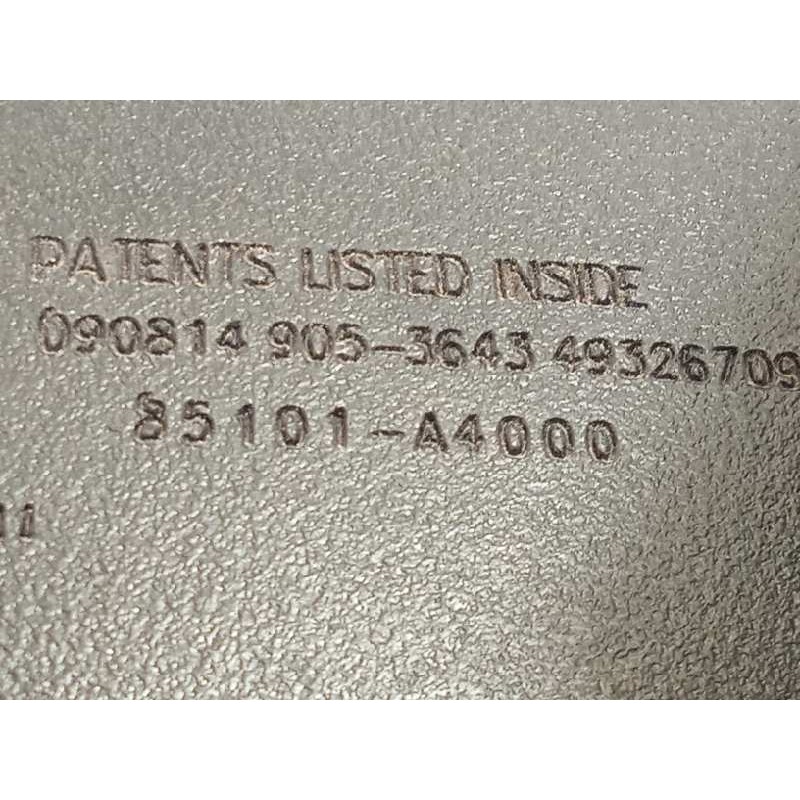 PATENTS LISTED INSIDE
090814 905-3643 49326709
85101-A4000